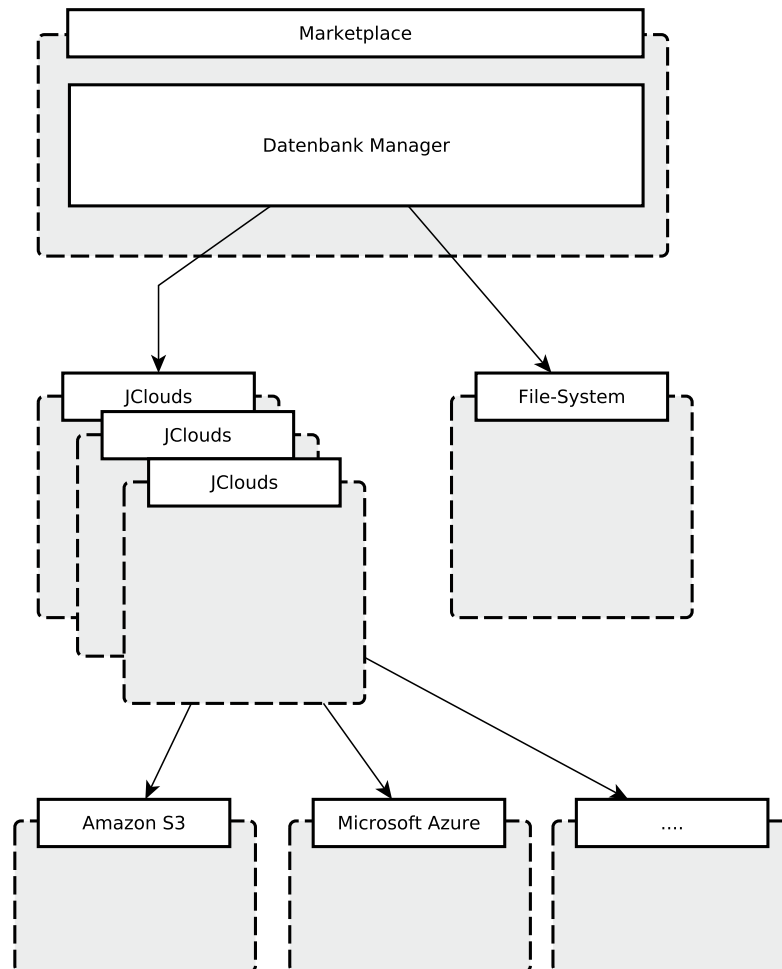 Marketplace
Datenbank Manager
JClouds
File-System
JClouds
JClouds
Amazon S3
Microsoft Azure
....